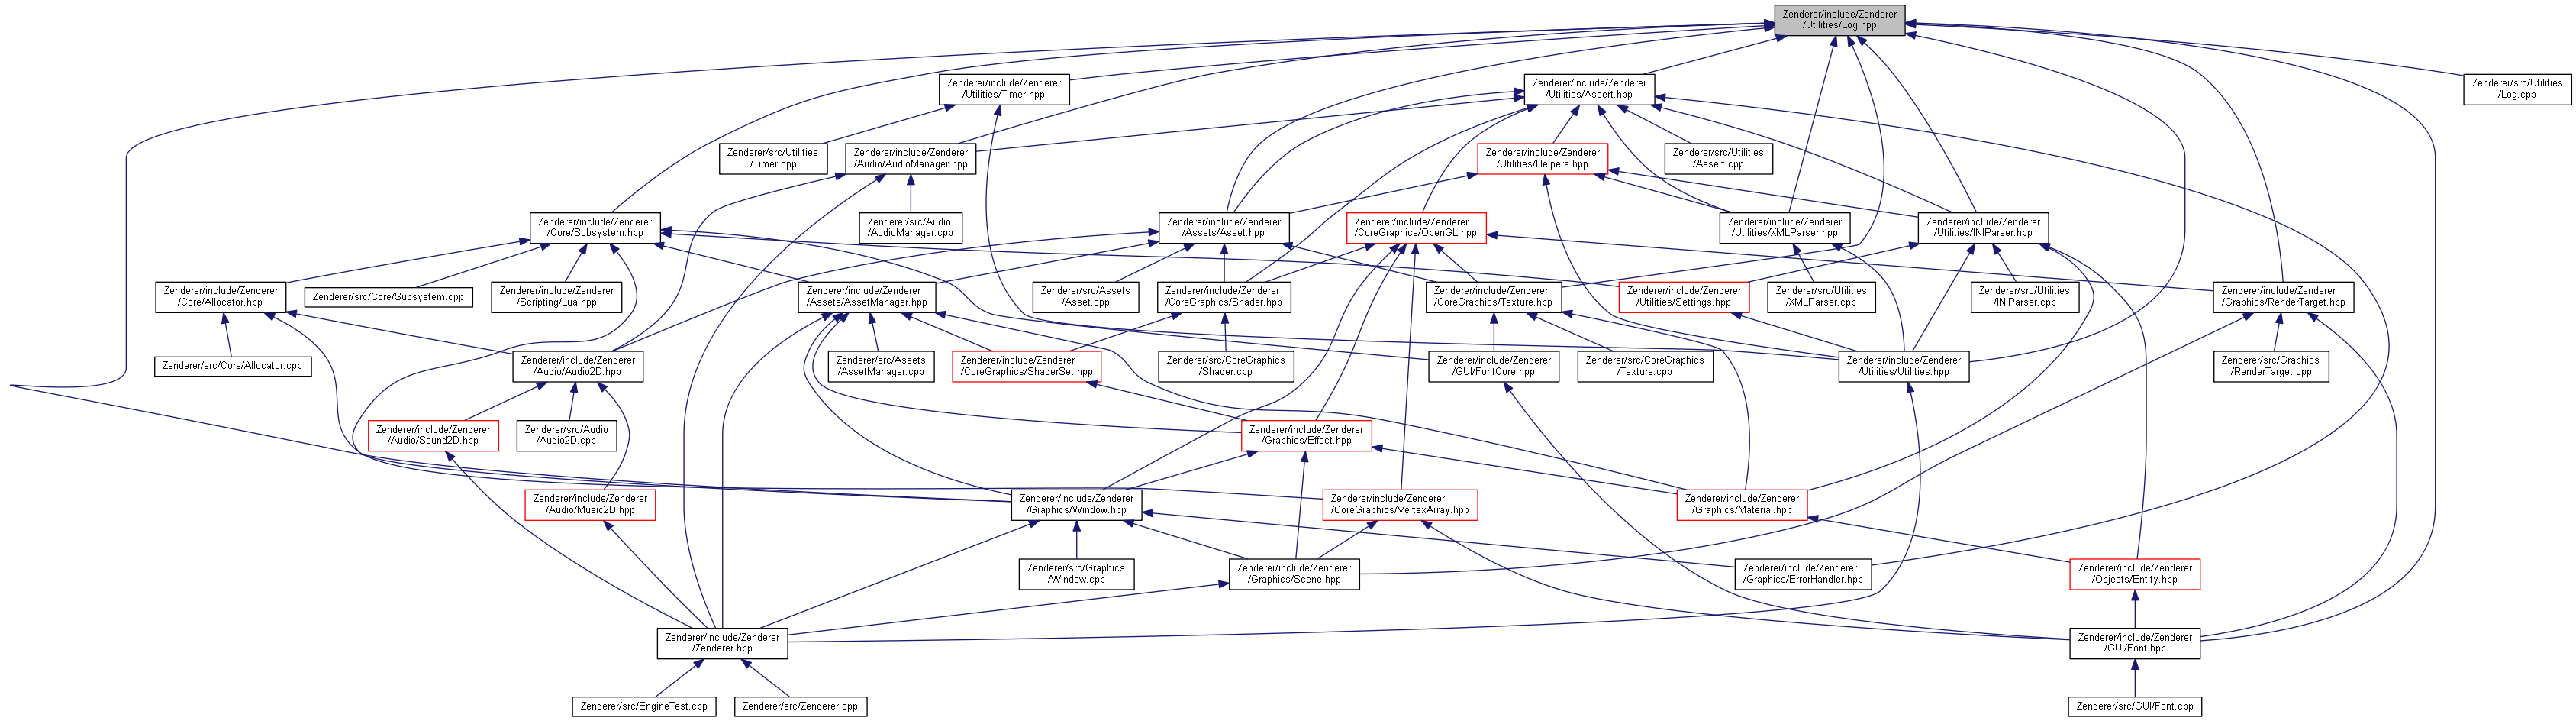 Zenderer/include/Zenderer
/Utilities/Log.hpp
Zenderer/include/Zenderer
/Utilities/Timer.hpp
Zenderer/include/Zenderer
/Utilities/Assert.hpp
Zenderer/src/Utilities
/Log.cpp
Zenderer/src/Utilities
/Timer.cpp
Zenderer/include/Zenderer
/Audio/AudioManager.hpp
Zenderer/include/Zenderer
/Utilities/Helpers.hpp
Zenderer/src/Utilities
/Assert.cpp
Zenderer/include/Zenderer
/Core/Subsystem.hpp
Zenderer/src/Audio
/AudioManager.cpp
Zenderer/include/Zenderer
/Assets/Asset.hpp
Zenderer/include/Zenderer
/CoreGraphics/OpenGL.hpp
Zenderer/include/Zenderer
/Utilities/XMLParser.hpp
Zenderer/include/Zenderer
/Utilities/INIParser.hpp
Zenderer/include/Zenderer
/Core/Allocator.hpp
Zenderer/src/Core/Subsystem.cpp
Zenderer/include/Zenderer
/Scripting/Lua.hpp
Zenderer/include/Zenderer
/Assets/AssetManager.hpp
Zenderer/src/Assets
/Asset.cpp
Zenderer/include/Zenderer
/CoreGraphics/Shader.hpp
Zenderer/include/Zenderer
/CoreGraphics/Texture.hpp
Zenderer/include/Zenderer
/Utilities/Settings.hpp
Zenderer/src/Utilities
/XMLParser.cpp
Zenderer/src/Utilities
/INIParser.cpp
Zenderer/include/Zenderer
/Graphics/RenderTarget.hpp
Zenderer/src/Core/Allocator.cpp
Zenderer/include/Zenderer
/Audio/Audio2D.hpp
Zenderer/src/Assets
/AssetManager.cpp
Zenderer/include/Zenderer
/CoreGraphics/ShaderSet.hpp
Zenderer/src/CoreGraphics
/Shader.cpp
Zenderer/include/Zenderer
/GUI/FontCore.hpp
Zenderer/src/CoreGraphics
/Texture.cpp
Zenderer/include/Zenderer
/Utilities/Utilities.hpp
Zenderer/src/Graphics
/RenderTarget.cpp
Zenderer/include/Zenderer
/Audio/Sound2D.hpp
Zenderer/src/Audio
/Audio2D.cpp
Zenderer/include/Zenderer
/Graphics/Effect.hpp
Zenderer/include/Zenderer
/Audio/Music2D.hpp
Zenderer/include/Zenderer
/Graphics/Window.hpp
Zenderer/include/Zenderer
/CoreGraphics/VertexArray.hpp
Zenderer/include/Zenderer
/Graphics/Material.hpp
Zenderer/src/Graphics
/Window.cpp
Zenderer/include/Zenderer
/Graphics/Scene.hpp
Zenderer/include/Zenderer
/Graphics/ErrorHandler.hpp
Zenderer/include/Zenderer
/Objects/Entity.hpp
Zenderer/include/Zenderer
/Zenderer.hpp
Zenderer/include/Zenderer
/GUI/Font.hpp
Zenderer/src/EngineTest.cpp
Zenderer/src/Zenderer.cpp
Zenderer/src/GUI/Font.cpp